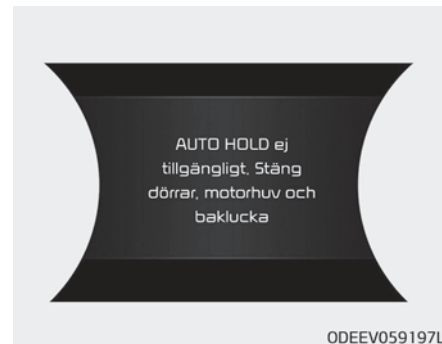 AUTO HOLD ej
tillgängligt. Stäng
dörrar, motorhuv och
baklucka
ODEEV059197L